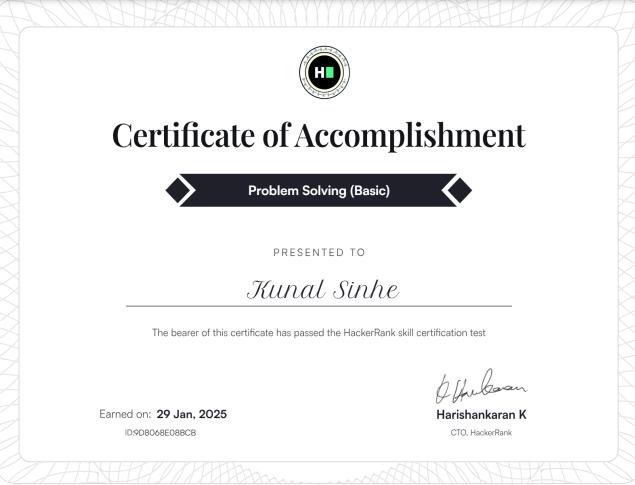 H
Certificate of Accomplishment
Problem Solving (Basic)
PRESENTED TO
Kunal Sinhe
The bearer of this certificate has passed the HackerRank skill certification test
Earned on: 29 Jan, 2025
Harishankaran K
ID:9D8068E08BCB
CTO, HackerRank